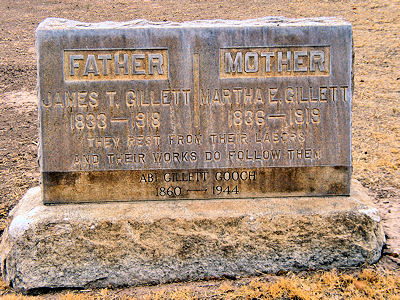 FATHER MOTHER
JAMES T. GILLETT MARTHA E. GILLETT
1833 — 1918 1836 — 1919
THEY REST FROM THEIR LABORS
AND THEIR WORKS DO FOLLOW THEM
ABI GILLETT GOOCH
1860 — 1944